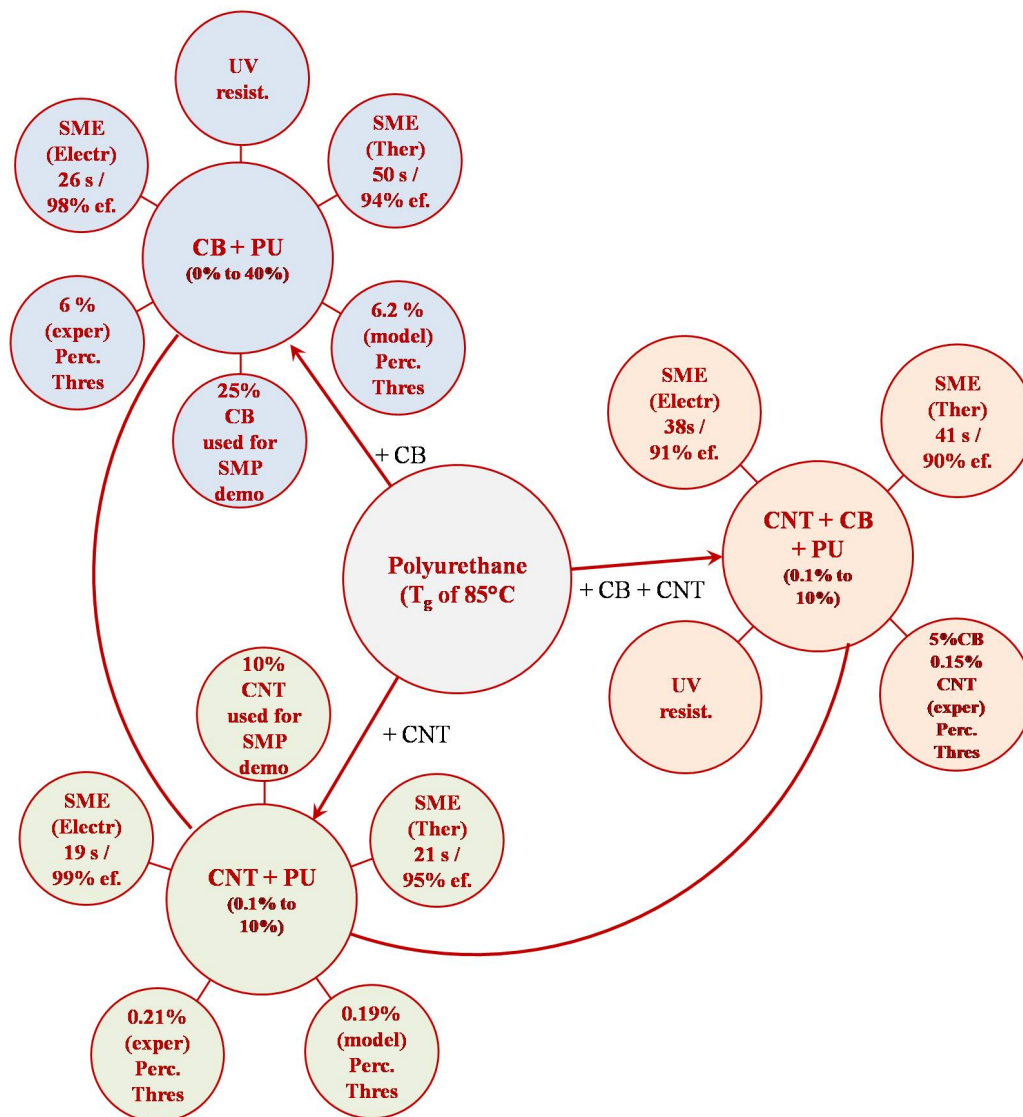 UV
resist.
SME
(Electr)
26 s /
98% ef.
SME
(Ther)
50 s /
94% ef.
CB + PU
(0% to 40%)
6 %
(exper)
Perc.
Thres
6.2 %
(model)
Perc.
Thres
25%
CB
used for
SMP
demo
+ CB
Polyurethane
(Tg of 85°C
+ CB + CNT
SME
(Electr)
38s /
91% ef.
SME
(Ther)
41 s /
90% ef.
CNT + CB
+ PU
(0.1% to
10%)
UV
resist.
5%CB
0.15%
CNT
(exper)
Perc.
Thres
+ CNT
10%
CNT
used for
SMP
demo
SME
(Electr)
19 s /
99% ef.
SME
(Ther)
21 s /
95% ef.
CNT + PU
(0.1% to
10%)
0.21%
(exper)
Perc.
Thres
0.19%
(model)
Perc.
Thres